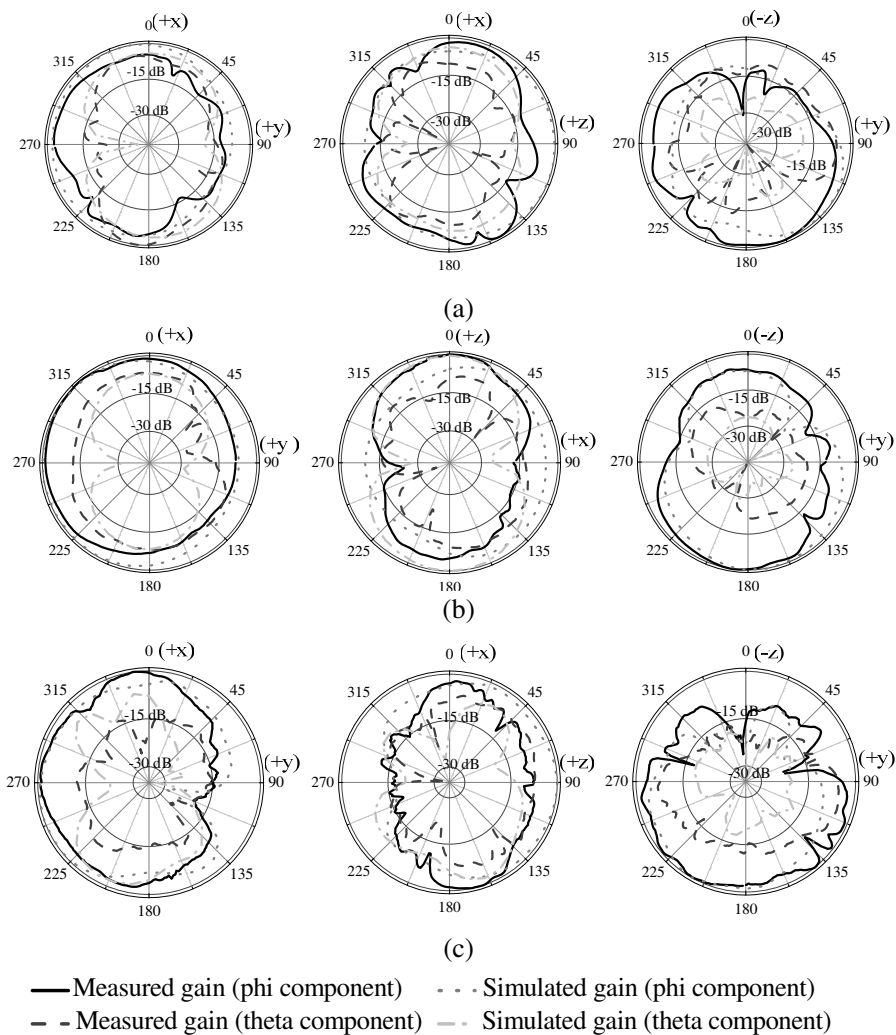 0 (+x)
315
45
-15 dB
-30 dB
(+y)
270
90
225
135
180
0 (+x)
315
45
-15 dB
-30 dB
(+z)
270
90
225
135
180
0 (-z)
315
45
-30 dB
-15 dB
(+y)
270
90
225
135
180
(a)
0 (+x)
315
45
-15 dB
-30 dB
(+y)
270
90
225
135
180
0 (+z)
315
45
-15 dB
-30 dB
(+x)
270
90
225
135
180
0 (-z)
315
45
-15 dB
-30 dB
(+y)
270
90
225
135
180
(b)
0 (+x)
315
45
-15 dB
-30 dB
(+y)
270
90
225
135
180
0 (+x)
315
45
-15 dB
-30 dB
(+z)
270
90
225
135
180
0 (-z)
315
45
-15 dB
-30 dB
(+y)
270
90
225
135
180
(c)
Measured gain (phi component)
Simulated gain (phi component)
Measured gain (theta component)
Simulated gain (theta component)